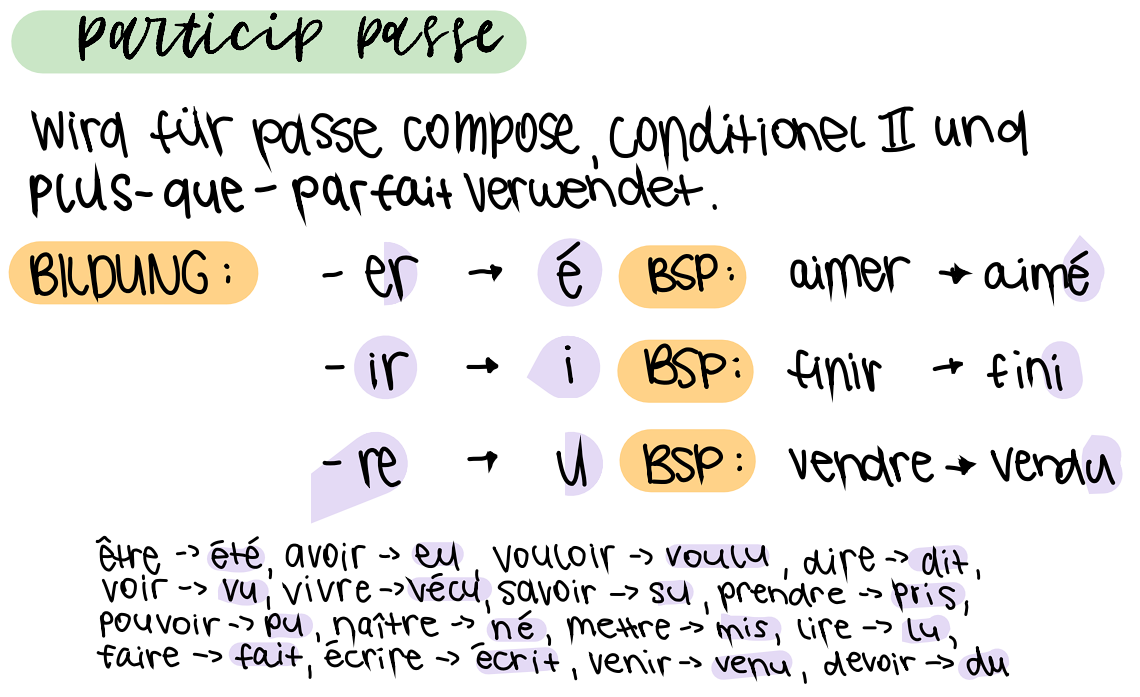 particip passe
wird für passe compose, conditionel II und
plus-que-parfait verwendet.
BILDUNG: -er → é BSP: aimer → aimé
-ir → i BSP: finir → fini
-re → u BSP: vendre → vendu
être -> été, avoir -> eu, vouloir -> voulu, dire -> dit,
voir -> vu, vivre -> vécu, savoir -> su, prendre -> pris,
pouvoir -> pu, naître -> né, mettre -> mis, lire -> lu,
faire -> fait, écrire -> écrit, venir -> venu, devoir -> du